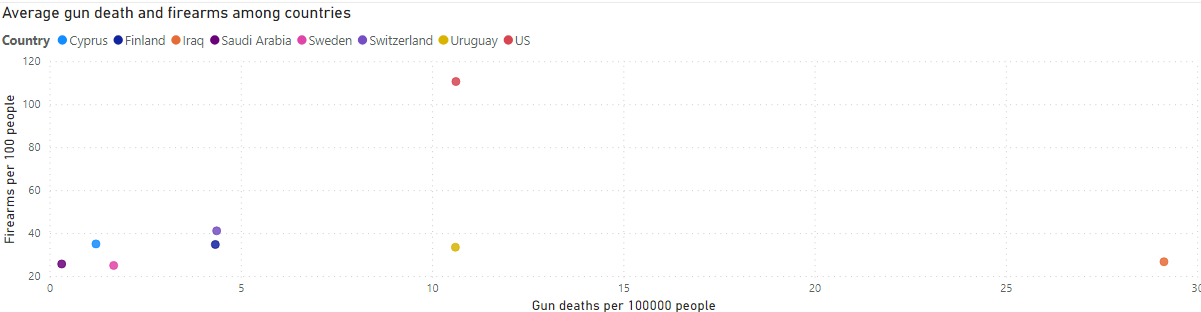 Average gun death and firearms among countries
Country Cyprus Finland Iraq Saudi Arabia Sweden Switzerland Uruguay US
Firearms per 100 people
120
100
80
60
40
20
0 5 10 15 20 25 30
Gun deaths per 100000 people